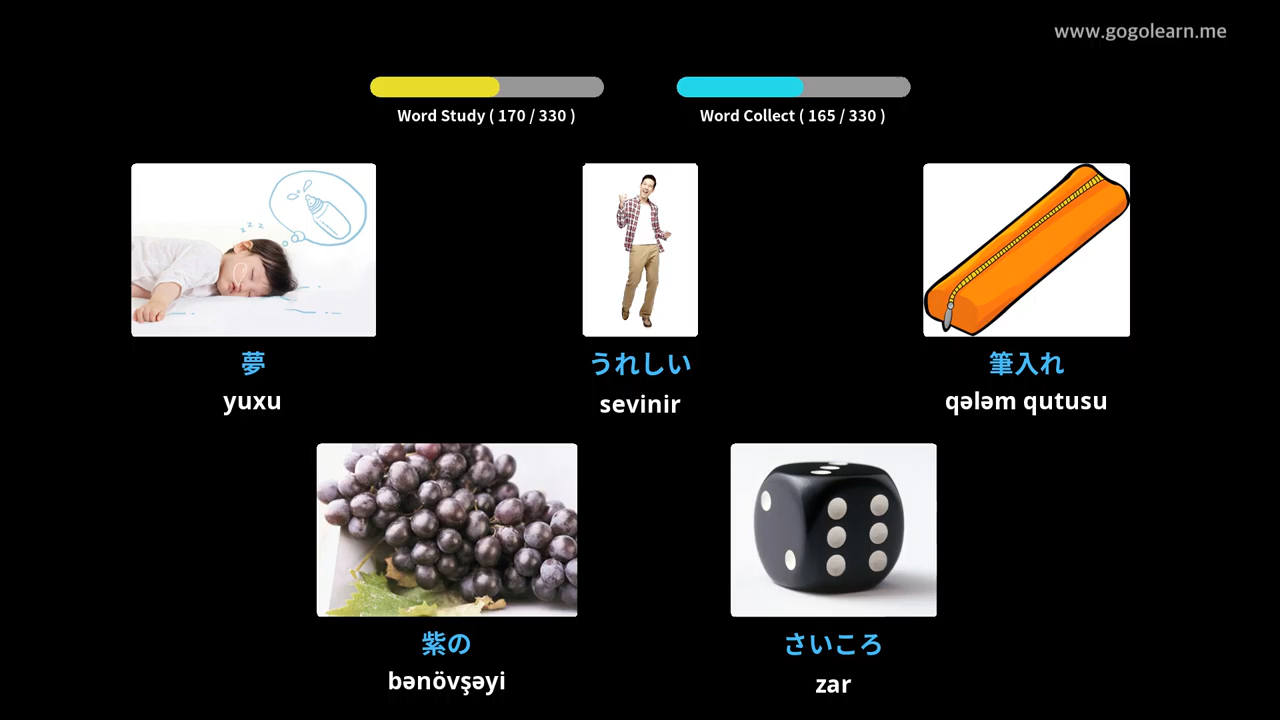 www.gogolearn.me
Word Study ( 170 / 330 )
Word Collect ( 165 / 330 )
夢
yuxu
うれしい
sevinir
筆入れ
qələm qutusu
紫の
bənövşəyi
さいころ
zar